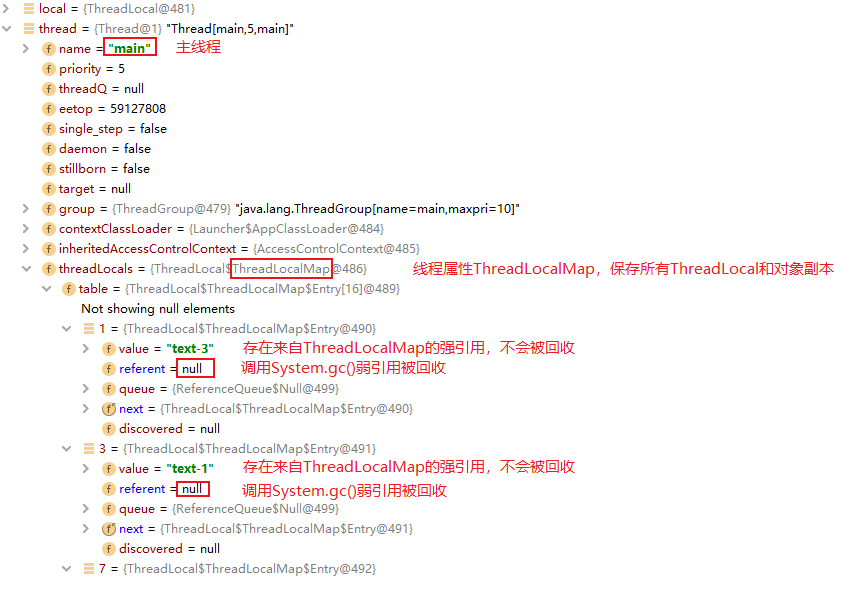 local = {ThreadLocal@481}
thread = {Thread@1} "Thread[main,5,main]"
name = "main" 主线程
priority = 5
threadQ = null
eetop = 59127808
single_step = false
daemon = false
stillborn = false
target = null
group = {ThreadGroup@479} "java.lang.ThreadGroup[name=main,maxpri=10]"
contextClassLoader = {Launcher$AppClassLoader@484}
inheritedAccessControlContext = {AccessControlContext@485}
threadLocals = {ThreadLocal$ThreadLocalMap@486} 线程属性ThreadLocalMap，保存所有ThreadLocal和对象副本
table = {ThreadLocal$ThreadLocalMap$Entry[16]@489}
Not showing null elements
1 = {ThreadLocal$ThreadLocalMap$Entry@490}
value = "text-3" 存在来自ThreadLocalMap的强引用，不会被回收
referent = null 调用System.gc()弱引用被回收
queue = {ReferenceQueue$Null@499}
next = {ThreadLocal$ThreadLocalMap$Entry@490}
discovered = null
3 = {ThreadLocal$ThreadLocalMap$Entry@491}
value = "text-1" 存在来自ThreadLocalMap的强引用，不会被回收
referent = null 调用System.gc()弱引用被回收
queue = {ReferenceQueue$Null@499}
next = {ThreadLocal$ThreadLocalMap$Entry@491}
discovered = null
7 = {ThreadLocal$ThreadLocalMap$Entry@492}